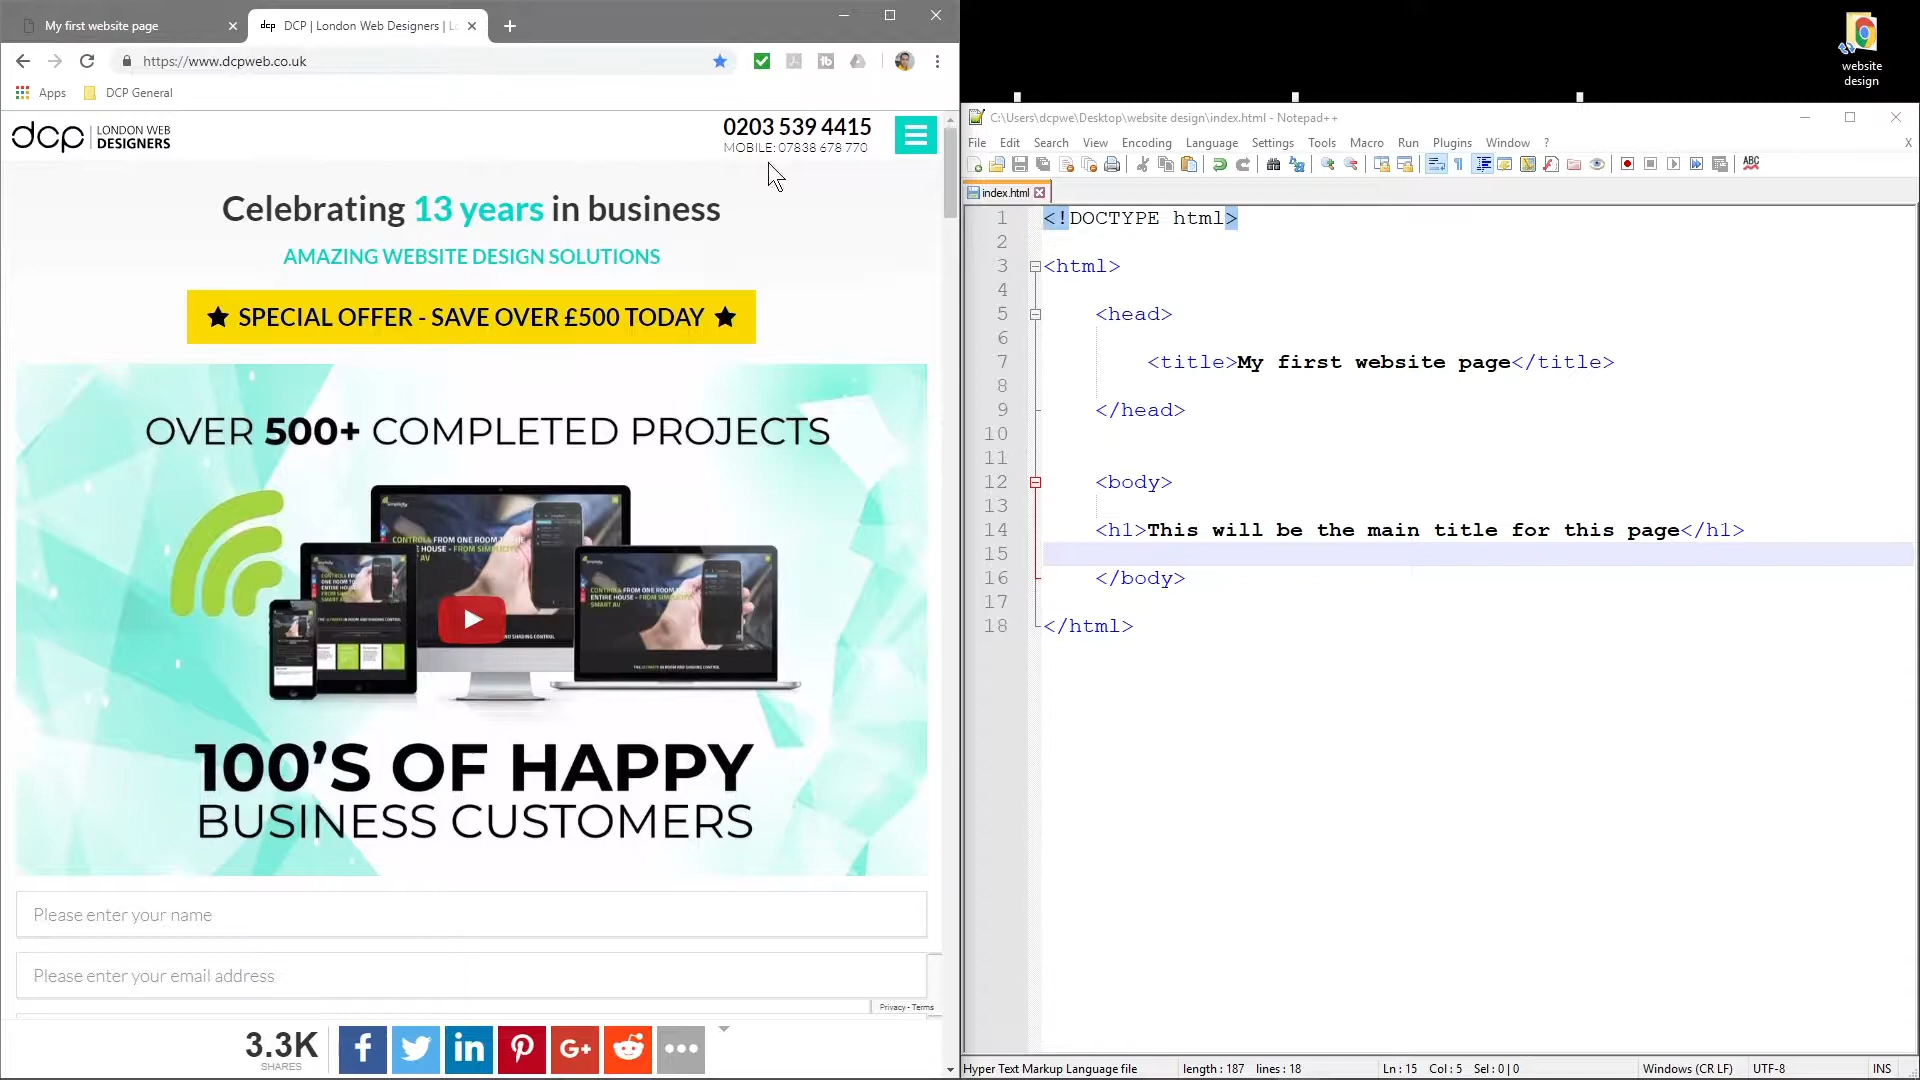 My first website page
dcp DCP | London Web Designers | Lo
https://www.dcpweb.co.uk
Apps DCP General
dcp LONDON WEB
DESIGNERS
0203 539 4415
MOBILE: 07838 678 770
Celebrating 13 years in business
AMAZING WEBSITE DESIGN SOLUTIONS
SPECIAL OFFER - SAVE OVER £500 TODAY
OVER 500+ COMPLETED PROJECTS
100'S OF HAPPY
BUSINESS CUSTOMERS
Please enter your name
Please enter your email address
Privacy - Terms
3.3K
SHARES
website
design
C:\Users\dcpwe\Desktop\website design\index.html - Notepad++
File Edit Search View Encoding Language Settings Tools Macro Run Plugins Window ? X
ABC
index.html
1 <!DOCTYPE html>
2
3 <html>
4
5 <head>
6
7 <title>My first website page</title>
8
9 </head>
10
11
12 <body>
13
14 <h1>This will be the main title for this page</h1>
15
16 </body>
17
18 </html>
Hyper Text Markup Language file length : 187 lines : 18 Ln : 15 Col : 5 Sel : 0 | 0 Windows (CR LF) UTF-8 INS